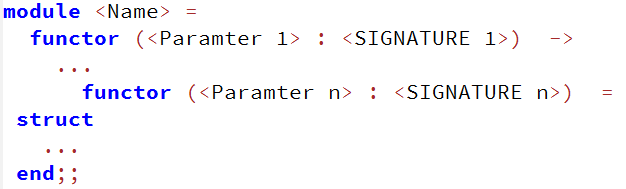 module <Name> =
functor (<Paramter 1> : <SIGNATURE 1>) ->
...
functor (<Paramter n> : <SIGNATURE n>) =
struct
...
end;;